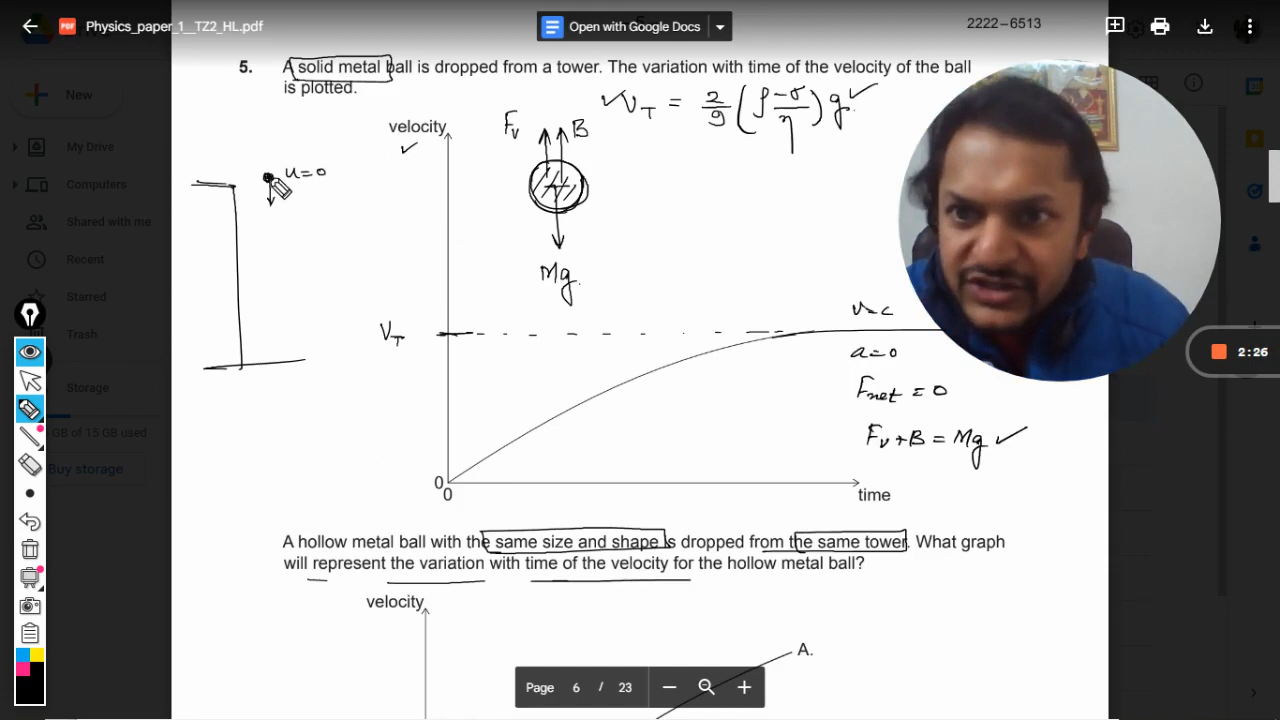 Physics_paper_1__TZ2_HL.pdf
Open with Google Docs
2222–6513
5. A solid metal ball is dropped from a tower. The variation with time of the velocity of the ball
is plotted.
V_T = 2/9 (ρ-σ/η) g
velocity
F_v
B
u=0
Mg
V_T
v=c
a=0
F_net = 0
F_v+B = Mg
0
0
time
A hollow metal ball with the same size and shape is dropped from the same tower. What graph
will represent the variation with time of the velocity for the hollow metal ball?
velocity
A.
Page 6 / 23
New
My Drive
Computers
Shared with me
Recent
Starred
Trash
Storage
GB of 15 GB used
Buy storage
2:26